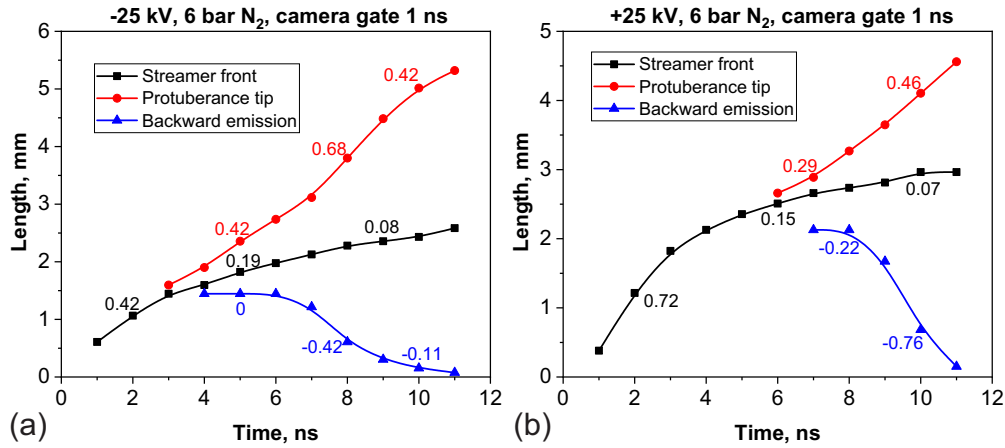 -25 kV, 6 bar N₂, camera gate 1 ns
6
5
4
3
2
1
0
Length, mm
Streamer front
Protuberance tip
Backward emission
0.42
0.68
0.42
0.42
0.19
0.08
0
-0.42
-0.11
0 2 4 6 8 10 12
Time, ns
(a)
+25 kV, 6 bar N₂, camera gate 1 ns
5
4
3
2
1
0
Length, mm
Streamer front
Protuberance tip
Backward emission
0.46
0.29
0.15
0.07
0.72
-0.22
-0.76
0 2 4 6 8 10 12
Time, ns
(b)